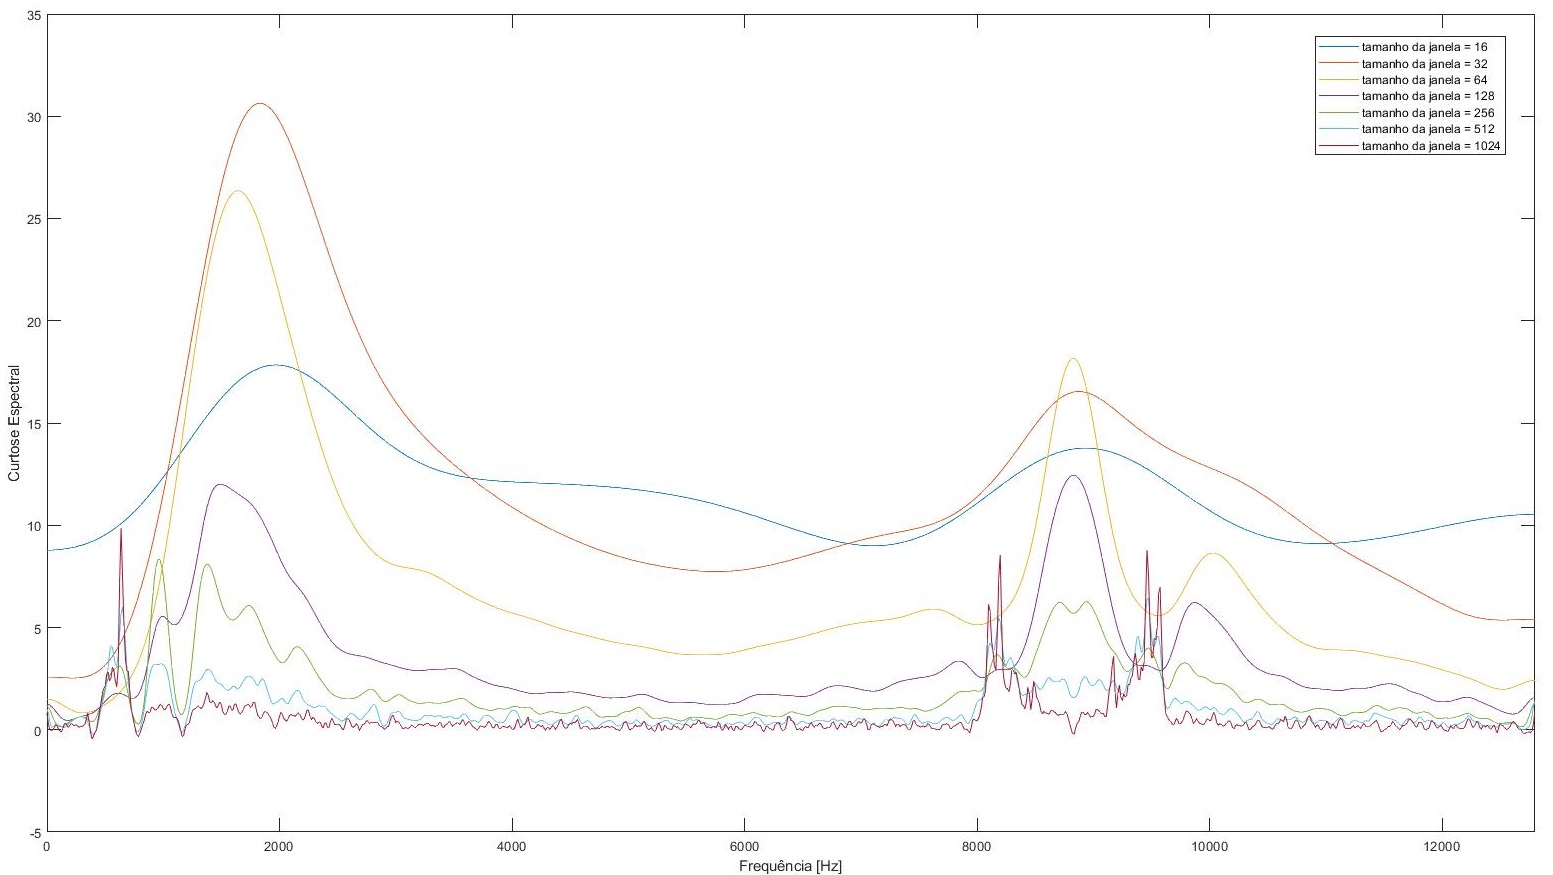 35
30
25
20
15
10
5
0
-5
Curtose Espectral
tamanho da janela = 16
tamanho da janela = 32
tamanho da janela = 64
tamanho da janela = 128
tamanho da janela = 256
tamanho da janela = 512
tamanho da janela = 1024
0 2000 4000 6000 8000 10000 12000
Frequência [Hz]